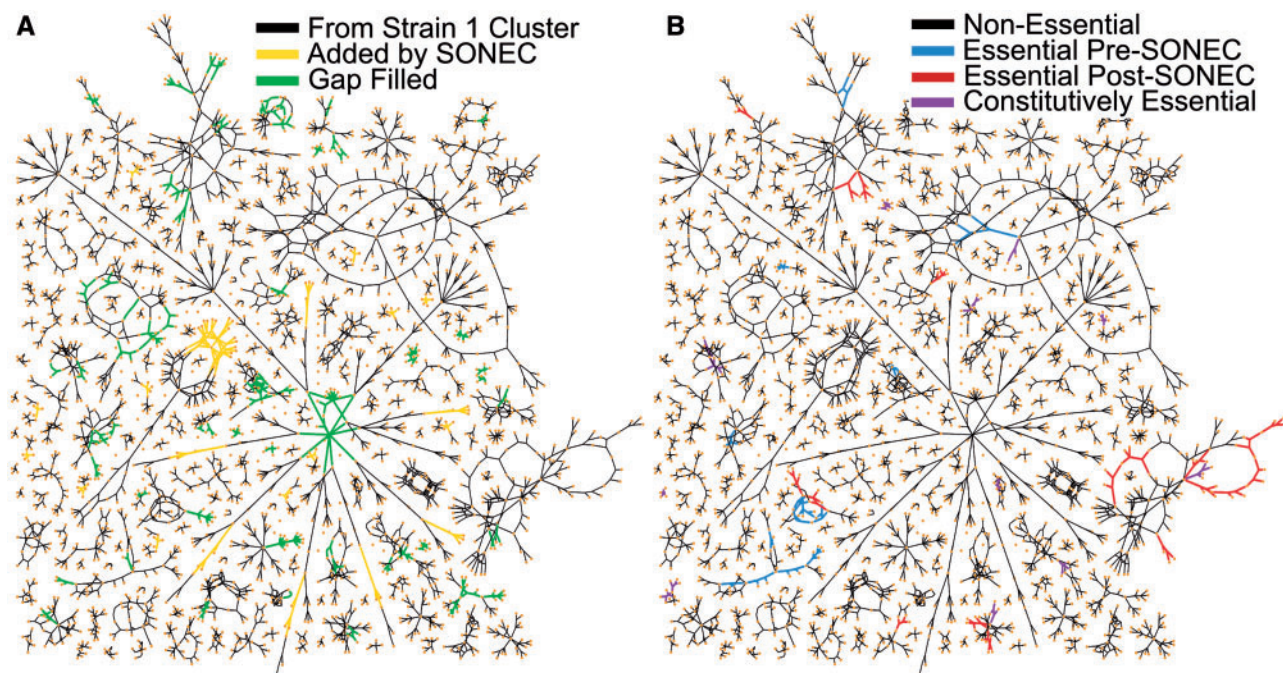 A
From Strain 1 Cluster
Added by SONEC
Gap Filled
B
Non-Essential
Essential Pre-SONEC
Essential Post-SONEC
Constitutively Essential